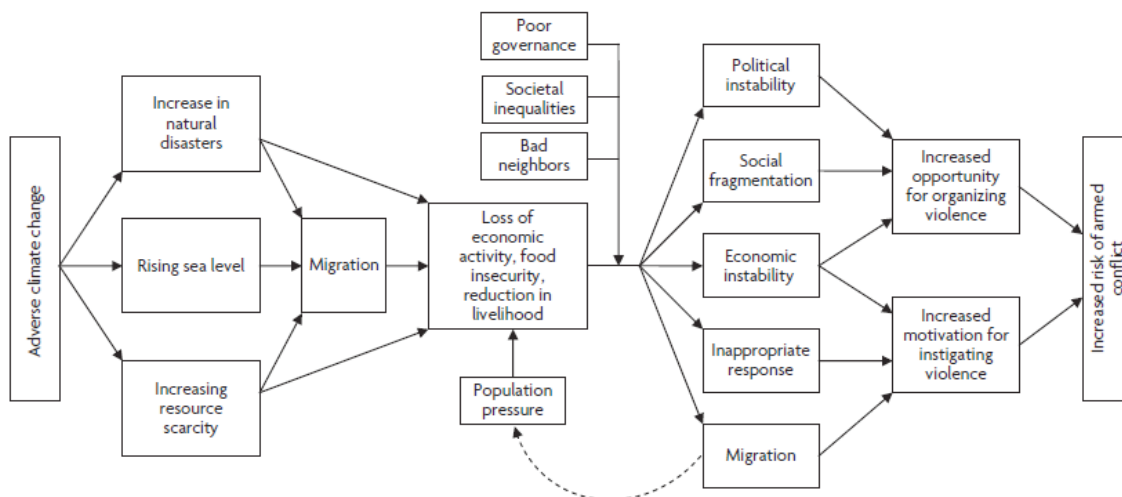 Adverse climate change
Increase in
natural
disasters
Rising sea level
Increasing
resource
scarcity
Migration
Loss of
economic
activity, food
insecurity,
reduction in
livelihood
Population
pressure
Poor
governance
Societal
inequalities
Bad
neighbors
Political
instability
Social
fragmentation
Economic
instability
Inappropriate
response
Migration
Increased
opportunity
for organizing
violence
Increased
motivation for
instigating
violence
Increased risk of armed
conflict